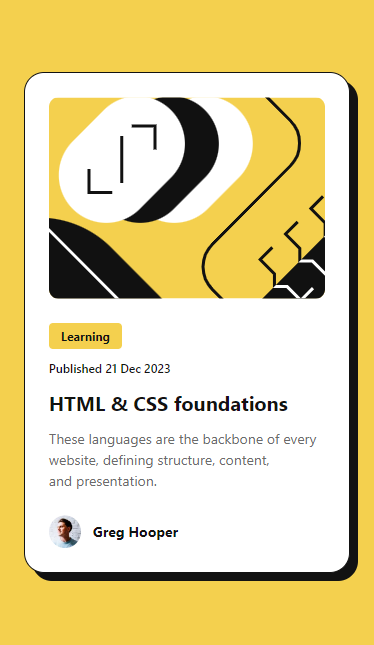 Learning
Published 21 Dec 2023
HTML & CSS foundations
These languages are the backbone of every
website, defining structure, content,
and presentation.
Greg Hooper